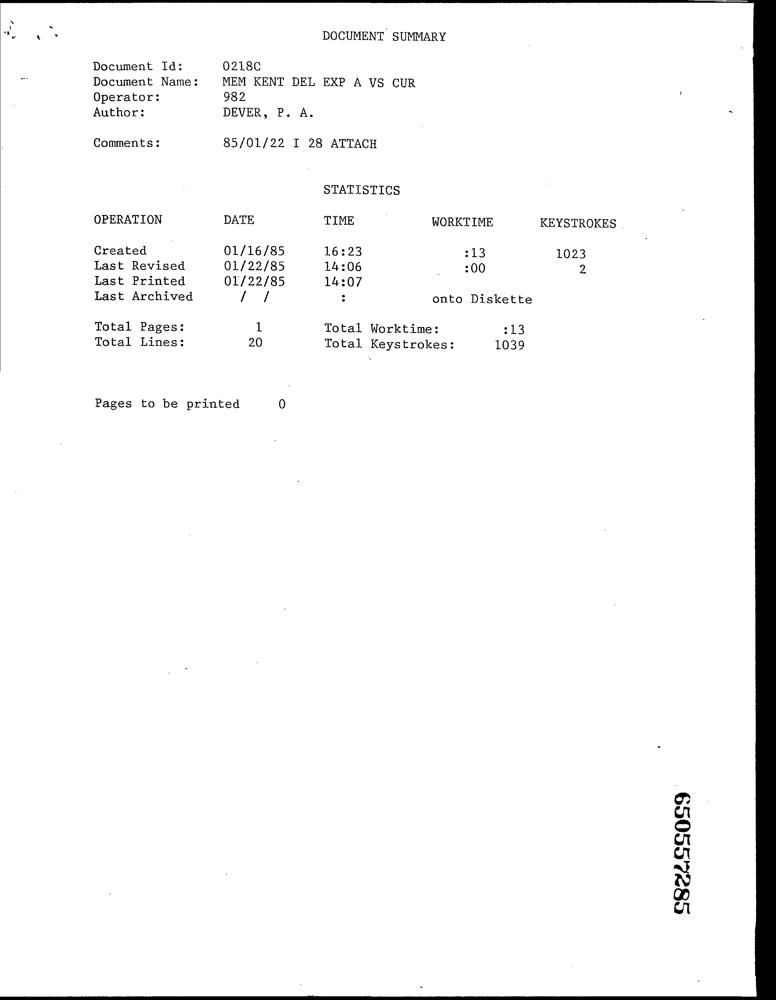 DOCUMENT SUMMARY
Document Id: 0218C
Document Name: MEM KENT DEL EXP A VS CUR
Operator: 982
Author: DEVER, P. A.
Comments: 85/01/22 I 28 ATTACH
STATISTICS
OPERATION DATE TIME WORKTIME KEYSTROKES
Created 01/16/85 16:23 :13 1023
Last Revised 01/22/85 14:06 :00 2
Last Printed 01/22/85 14:07
Last Archived / / : onto Diskette
Total Pages: 1 Total Worktime: :13
Total Lines: 20 Total Keystrokes: 1039
Pages to be printed 0
650557285